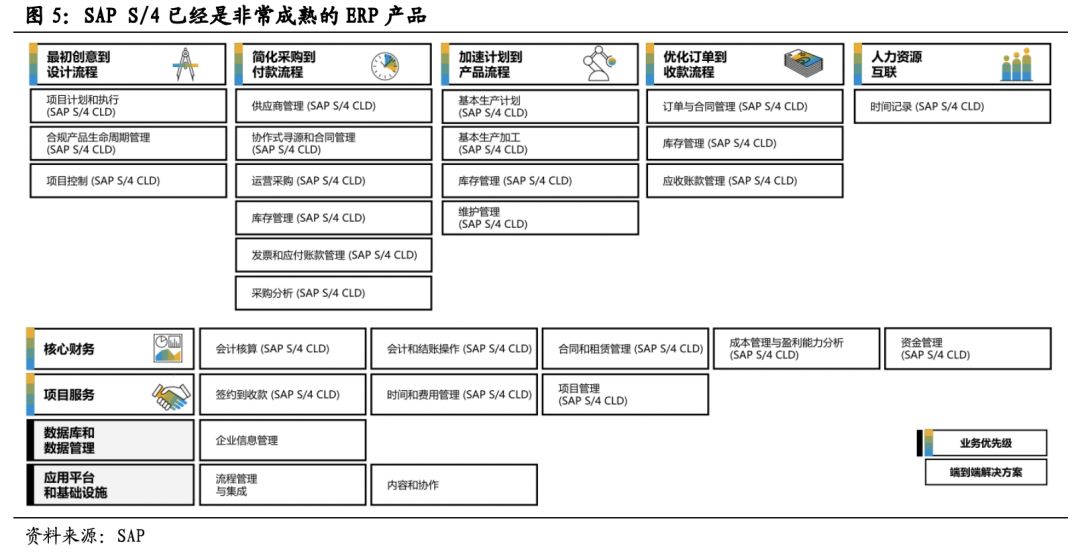 图 5：SAP S/4 已经是非常成熟的 ERP 产品
最初创意到
设计流程
项目计划和执行
(SAP S/4 CLD)
合规产品生命周期管理
(SAP S/4 CLD)
项目控制 (SAP S/4 CLD)
简化采购到
付款流程
供应商管理 (SAP S/4 CLD)
协作式寻源和合同管理
(SAP S/4 CLD)
运营采购 (SAP S/4 CLD)
库存管理 (SAP S/4 CLD)
发票和应付账款管理 (SAP S/4 CLD)
采购分析 (SAP S/4 CLD)
加速计划到
产品流程
基本生产计划
(SAP S/4 CLD)
基本生产加工
(SAP S/4 CLD)
库存管理 (SAP S/4 CLD)
维护管理
(SAP S/4 CLD)
优化订单到
收款流程
订单与合同管理 (SAP S/4 CLD)
库存管理 (SAP S/4 CLD)
应收账款管理 (SAP S/4 CLD)
人力资源
互联
时间记录 (SAP S/4 CLD)
核心财务
会计核算 (SAP S/4 CLD)
会计和结账操作 (SAP S/4 CLD)
合同和租赁管理 (SAP S/4 CLD)
成本管理与盈利能力分析
(SAP S/4 CLD)
资金管理
(SAP S/4 CLD)
项目服务
签约到收款 (SAP S/4 CLD)
时间和费用管理 (SAP S/4 CLD)
项目管理
(SAP S/4 CLD)
数据库和
数据管理
企业信息管理
应用平台
和基础设施
流程管理
与集成
内容和协作
业务优先级
端到端解决方案
资料来源：SAP